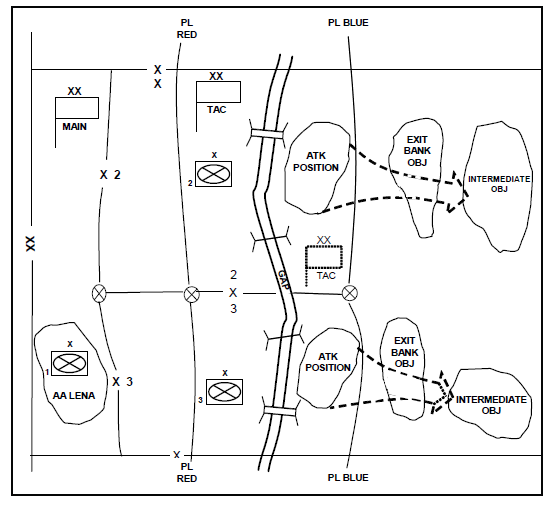 PL
RED
PL BLUE
X
X
XX
MAIN
XX
TAC
X
2
ATK
POSITION
EXIT
BANK
OBJ
INTERMEDIATE
OBJ
X 2
XX
XX
TAC
GAP
2
X
3
X
1
AA LENA
X 3
X
3
ATK
POSITION
EXIT
BANK
OBJ
INTERMEDIATE
OBJ
X
PL
RED
PL BLUE